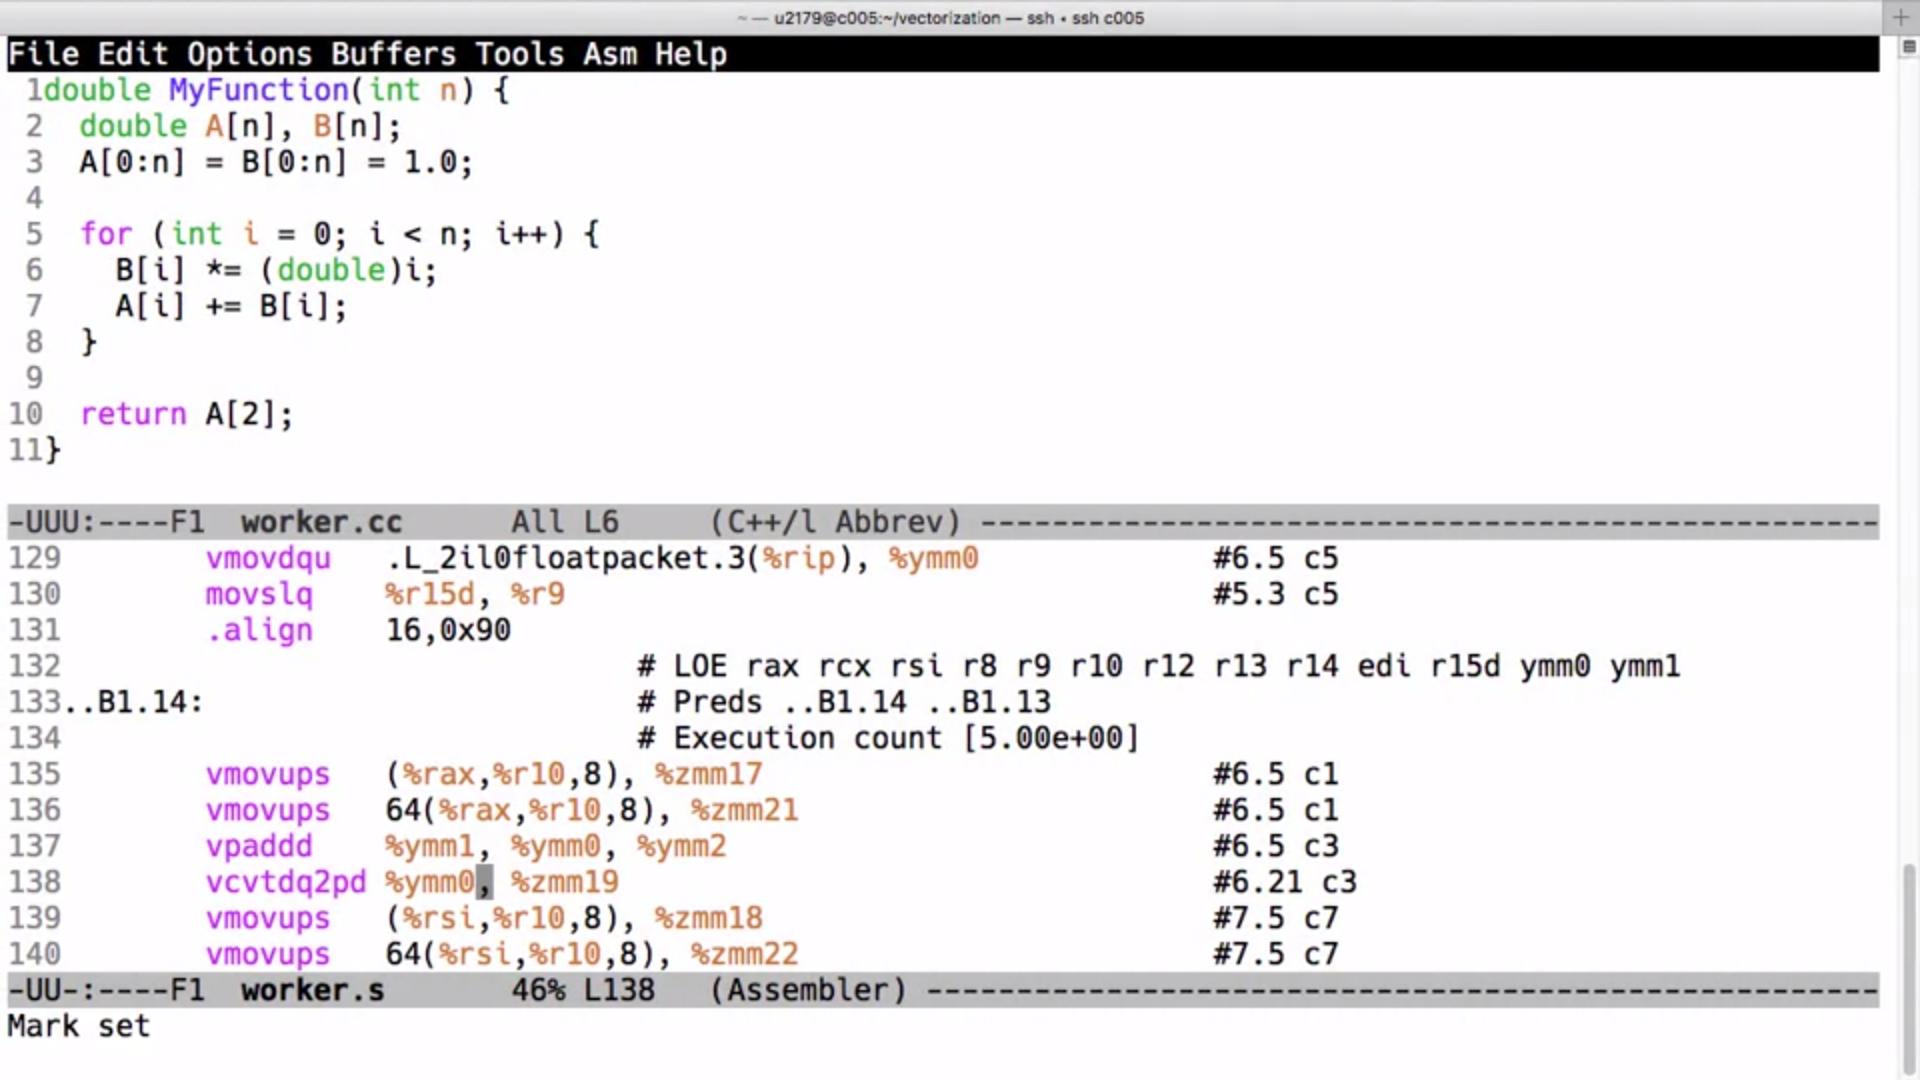 ~ — u2179@c005:~/vectorization — ssh • ssh c005
File Edit Options Buffers Tools Asm Help
1double MyFunction(int n) {
2  double A[n], B[n];
3  A[0:n] = B[0:n] = 1.0;
4
5  for (int i = 0; i < n; i++) {
6    B[i] *= (double)i;
7    A[i] += B[i];
8  }
9
10  return A[2];
11}
-UUU:----F1  worker.cc      All L6     (C++/l Abbrev) --------------------------------------------------
129        vmovdqu   .L_2il0floatpacket.3(%rip), %ymm0             #6.5 c5
130        movslq    %r15d, %r9                                    #5.3 c5
131        .align    16,0x90
132                                # LOE rax rcx rsi r8 r9 r10 r12 r13 r14 edi r15d ymm0 ymm1
133..B1.14:                        # Preds ..B1.14 ..B1.13
134                                # Execution count [5.00e+00]
135        vmovups   (%rax,%r10,8), %zmm17                         #6.5 c1
136        vmovups   64(%rax,%r10,8), %zmm21                       #6.5 c1
137        vpaddd    %ymm1, %ymm0, %ymm2                           #6.5 c3
138        vcvtdq2pd %ymm0, %zmm19                                 #6.21 c3
139        vmovups   (%rsi,%r10,8), %zmm18                         #7.5 c7
140        vmovups   64(%rsi,%r10,8), %zmm22                       #7.5 c7
-UU-:----F1  worker.s       46% L138   (Assembler) -----------------------------------------------------
Mark set